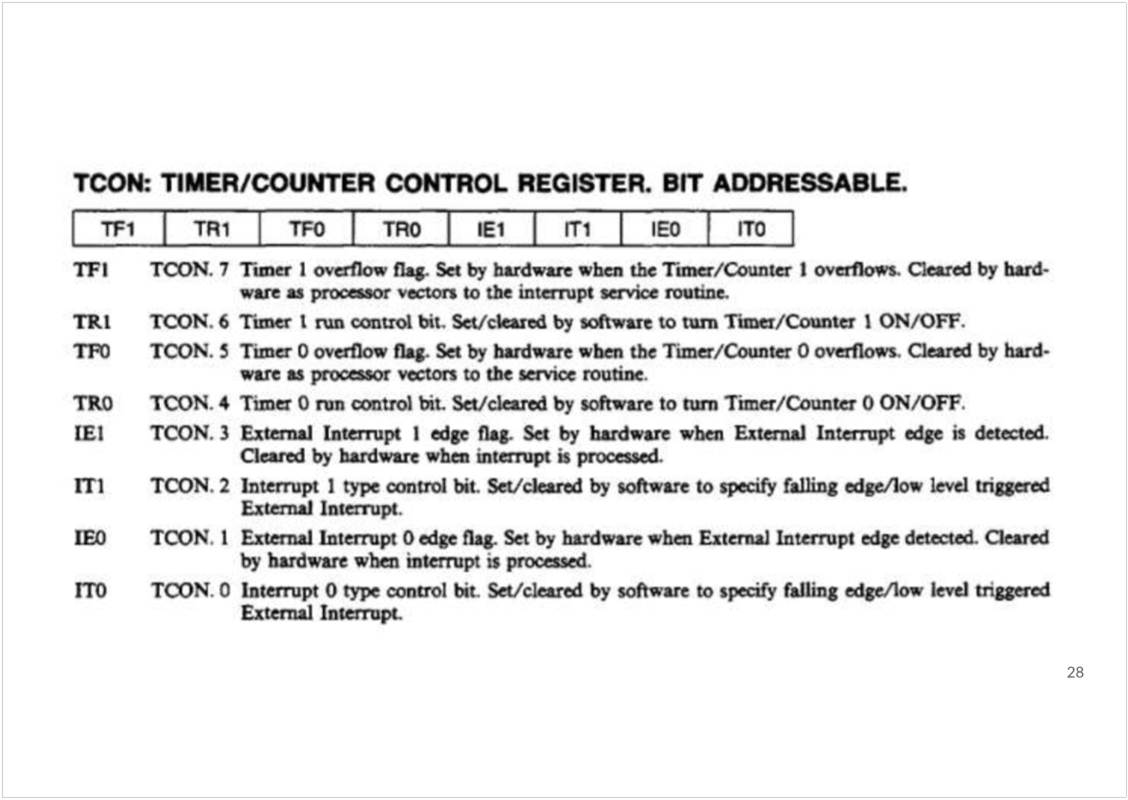 TCON: TIMER/COUNTER CONTROL REGISTER. BIT ADDRESSABLE.
TF1 TR1 TF0 TR0 IE1 IT1 IE0 IT0
TF1 TCON. 7 Timer 1 overflow flag. Set by hardware when the Timer/Counter 1 overflows. Cleared by hard-
ware as processor vectors to the interrupt service routine.
TR1 TCON. 6 Timer 1 run control bit. Set/cleared by software to turn Timer/Counter 1 ON/OFF.
TF0 TCON. 5 Timer 0 overflow flag. Set by hardware when the Timer/Counter 0 overflows. Cleared by hard-
ware as processor vectors to the service routine.
TR0 TCON. 4 Timer 0 run control bit. Set/cleared by software to turn Timer/Counter 0 ON/OFF.
IE1 TCON. 3 External Interrupt 1 edge flag. Set by hardware when External Interrupt edge is detected.
Cleared by hardware when interrupt is processed.
IT1 TCON. 2 Interrupt 1 type control bit. Set/cleared by software to specify falling edge/low level triggered
External Interrupt.
IE0 TCON. 1 External Interrupt 0 edge flag. Set by hardware when External Interrupt edge detected. Cleared
by hardware when interrupt is processed.
IT0 TCON. 0 Interrupt 0 type control bit. Set/cleared by software to specify falling edge/low level triggered
External Interrupt.
28